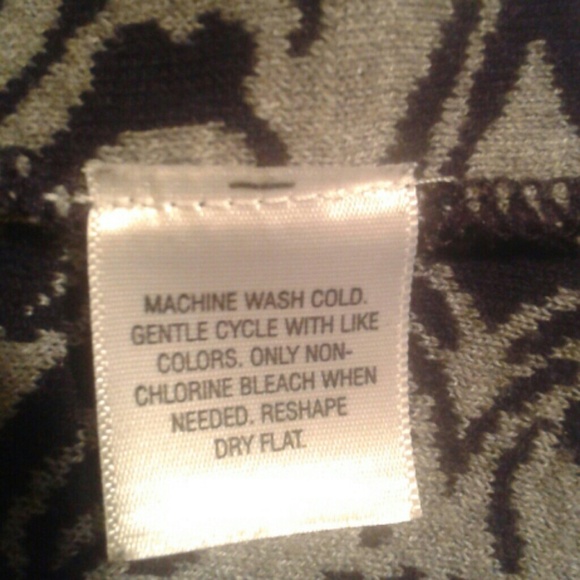 MACHINE WASH COLD.
GENTLE CYCLE WITH LIKE
COLORS. ONLY NON-
CHLORINE BLEACH WHEN
NEEDED. RESHAPE
DRY FLAT.